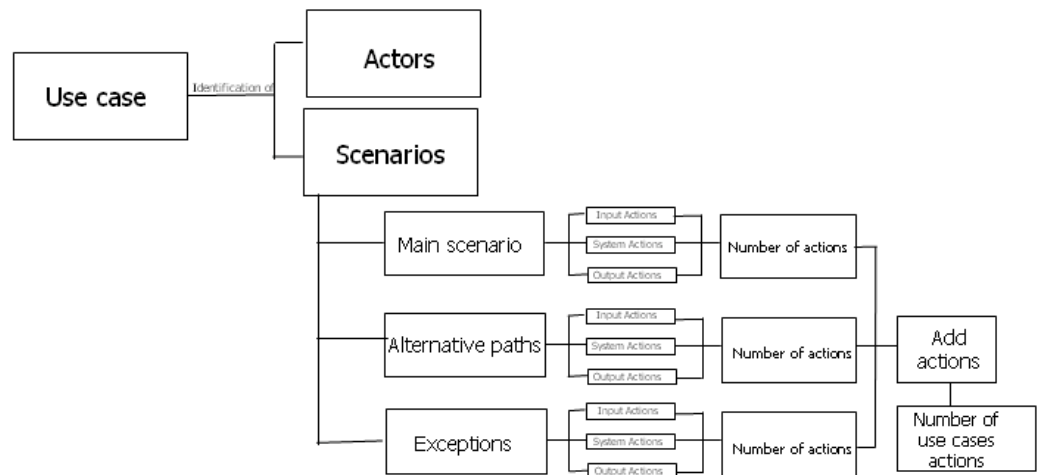 Actors
Use case
Identification of
Scenarios
Main scenario
Input Actions
System Actions
Output Actions
Number of actions
Alternative paths
Input Actions
System Actions
Output Actions
Number of actions
Add
actions
Exceptions
Input Actions
System Actions
Output Actions
Number of actions
Number of
use cases
actions